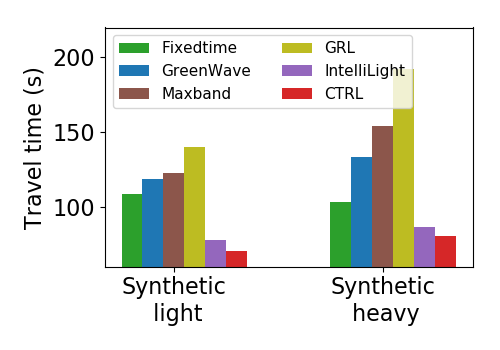 Travel time (s)
200
150
100
Fixedtime
GreenWave
Maxband
GRL
IntelliLight
CTRL
Synthetic
light
Synthetic
heavy